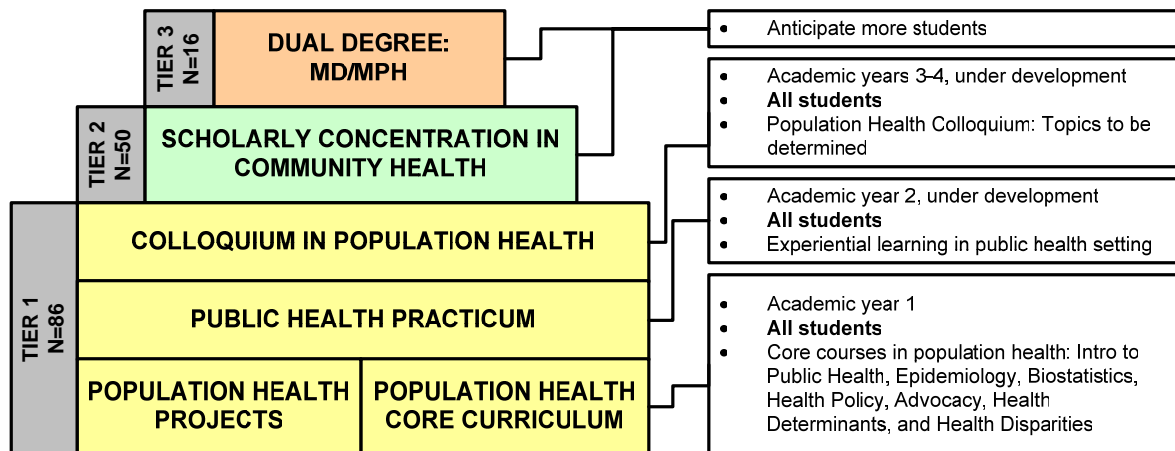 TIER 3
N=16
DUAL DEGREE:
MD/MPH
• Anticipate more students
TIER 2
N=50
SCHOLARLY CONCENTRATION IN
COMMUNITY HEALTH
• Academic years 3-4, under development
• All students
• Population Health Colloquium: Topics to be
determined
TIER 1
N=86
COLLOQUIUM IN POPULATION HEALTH
• Academic year 2, under development
• All students
• Experiential learning in public health setting
PUBLIC HEALTH PRACTICUM
POPULATION HEALTH
PROJECTS
POPULATION HEALTH
CORE CURRICULUM
• Academic year 1
• All students
• Core courses in population health: Intro to
Public Health, Epidemiology, Biostatistics,
Health Policy, Advocacy, Health
Determinants, and Health Disparities